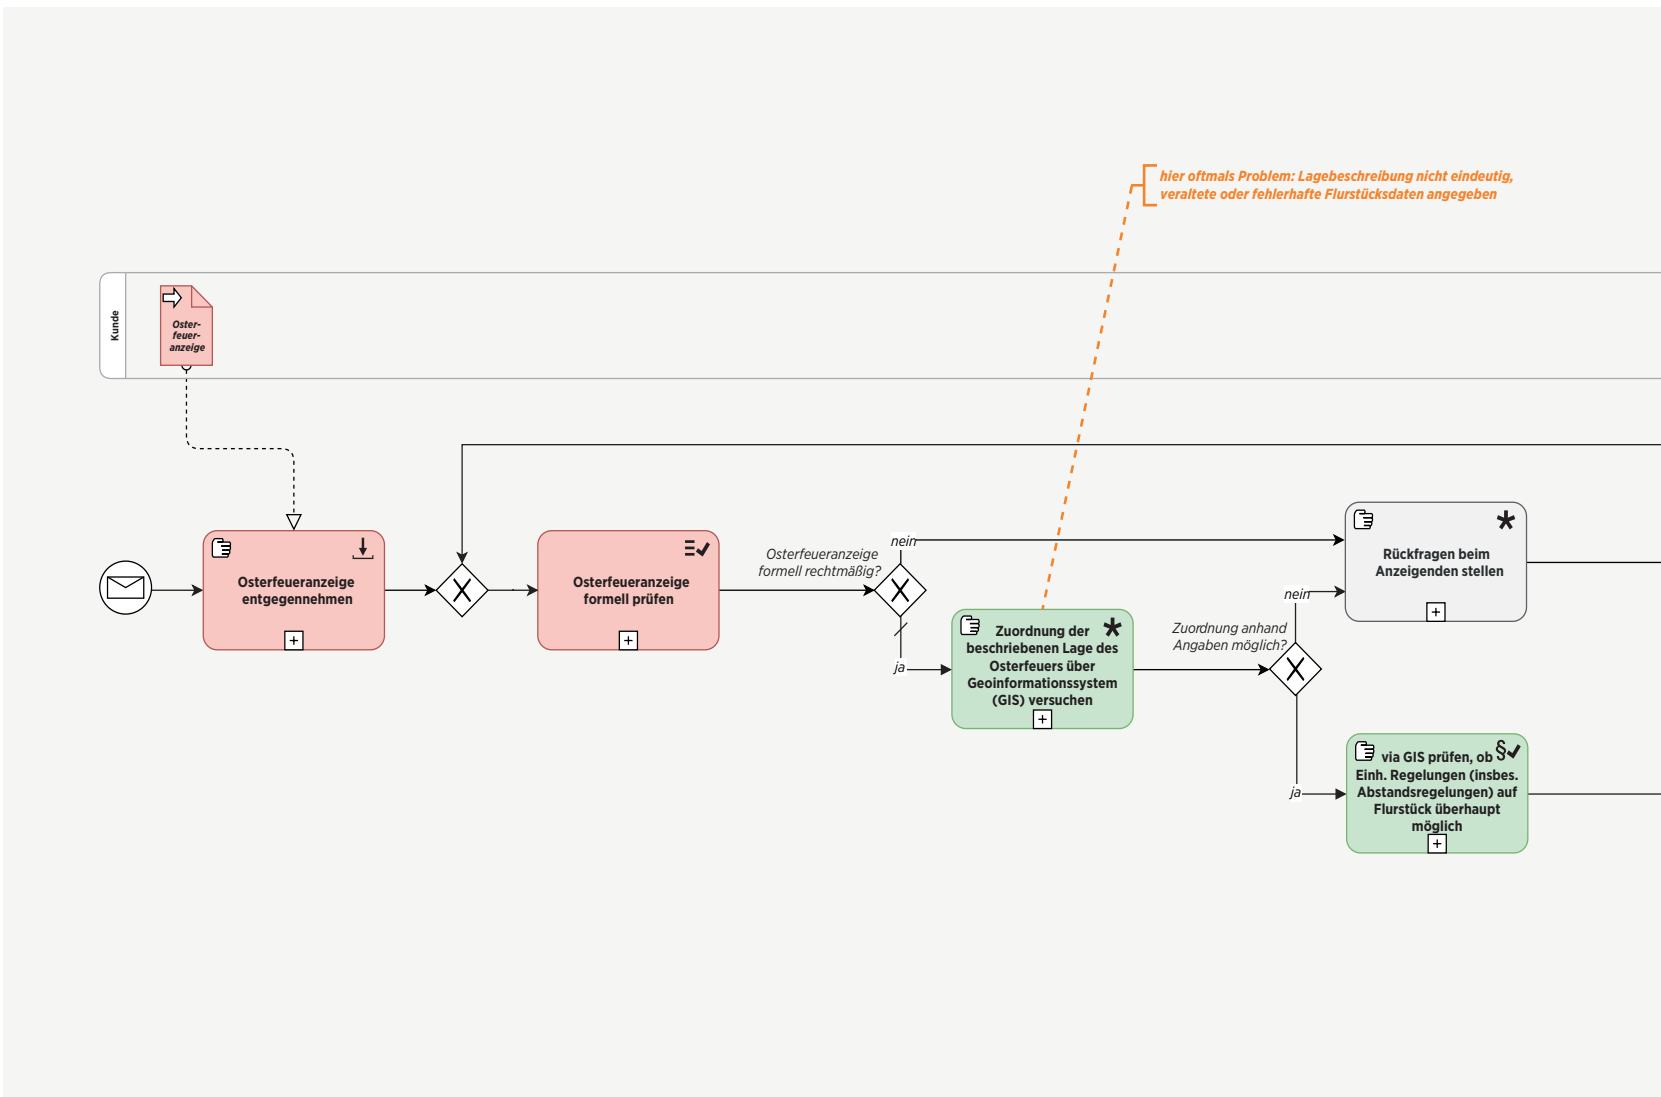 hier oftmals Problem: Lagebeschreibung nicht eindeutig,
veraltete oder fehlerhafte Flurstücksdaten angegeben
Kunde
Oster-
feuer-
anzeige
Osterfeueranzeige
entgegennehmen
Osterfeueranzeige
formell prüfen
Osterfeueranzeige
formell rechtmäßig?
nein
ja
Zuordnung der
beschriebenen Lage des
Osterfeuers über
Geoinformationssystem
(GIS) versuchen
Zuordnung anhand
Angaben möglich?
nein
ja
Rückfragen beim
Anzeigenden stellen
§
via GIS prüfen, ob
Einh. Regelungen (insbes.
Abstandsregelungen) auf
Flurstück überhaupt
möglich